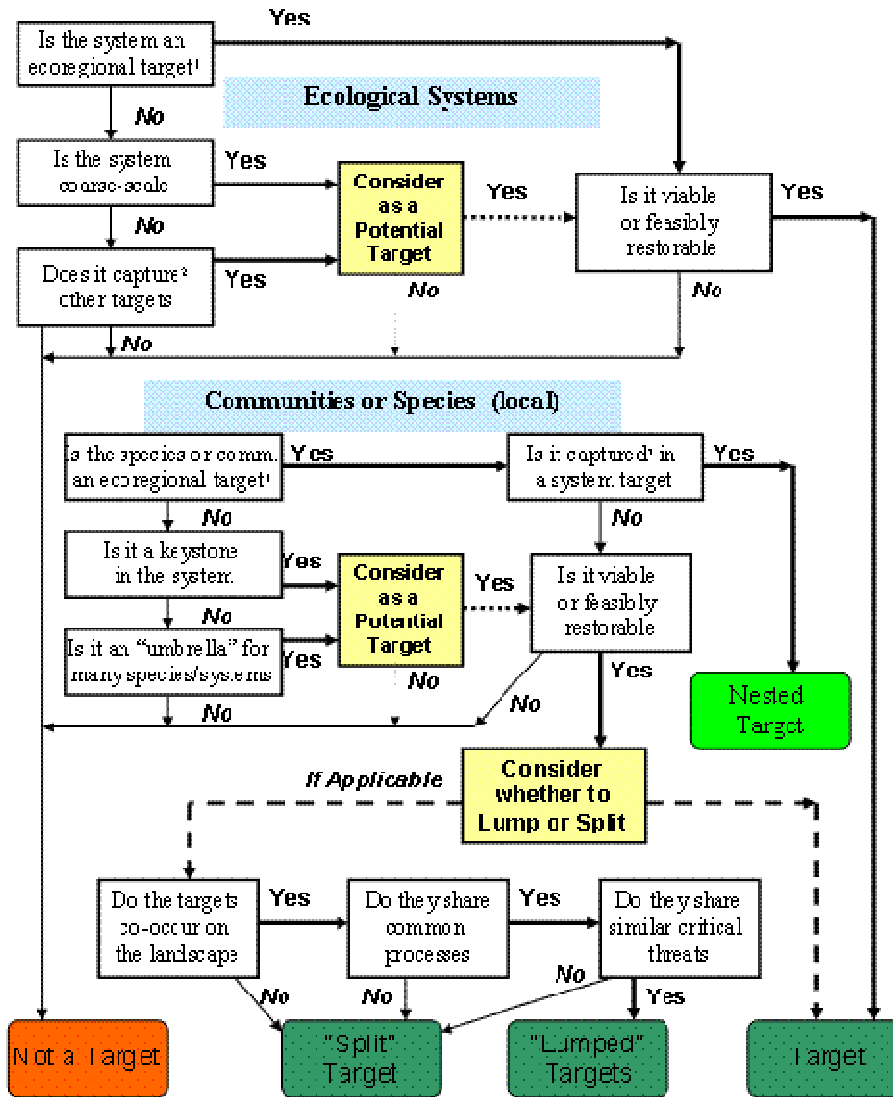 Yes
Is the system an
ecoregional target¹
Ecological Systems
No
Is the system
coarse-scale
Yes
Consider
as a
Potential
Target
Yes
Is it viable
or feasibly
restorable
Yes
No
Does it capture²
other targets
Yes
No
No
No
Communities or Species (local)
Is the species or comm.
an ecoregional target¹
Yes
Is it captured¹ in
a system target
Yes
No
No
Is it a keystone
in the system
Yes
Consider
as a
Potential
Target
Yes
Is it viable
or feasibly
restorable
No
Is it an "umbrella" for
many species/systems
Yes
No
Yes
No
No
Nested
Target
If Applicable
Consider
whether to
Lump or Split
Do the targets
co-occur on
the landscape
Yes
Do they share
common
processes
Yes
Do they share
similar critical
threats
No
No
No
Yes
Not a Target
"Split"
Target
"Lumped"
Targets
Target